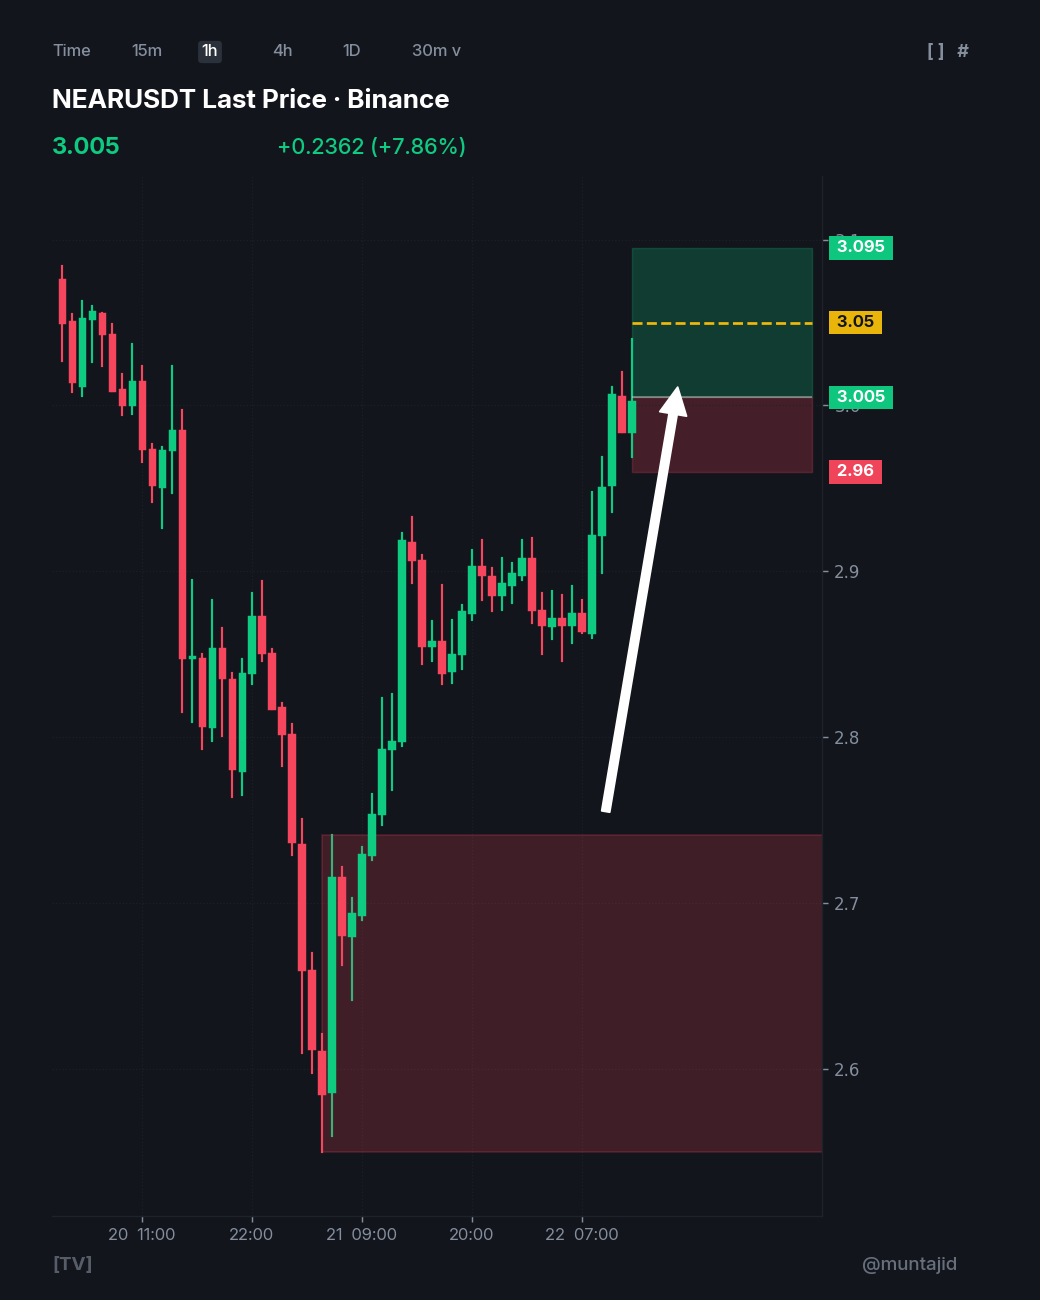 Time 15m 1h 4h 1D 30m v [ ] #
NEARUSDT Last Price · Binance
3.005 +0.2362 (+7.86%)
3.095
3.05
3.005
2.96
2.9
2.8
2.7
2.6
20 11:00 22:00 21 09:00 20:00 22 07:00
[TV] @muntajid